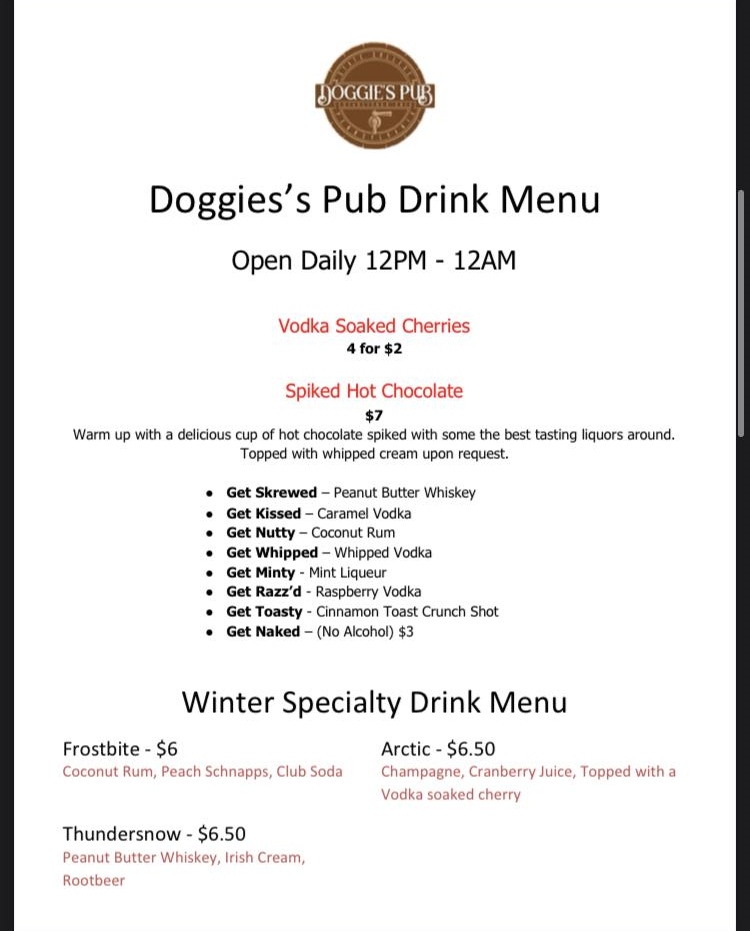 DOGGIE'S PUB
Doggies’s Pub Drink Menu
Open Daily 12PM - 12AM
Vodka Soaked Cherries
4 for $2
Spiked Hot Chocolate
$7
Warm up with a delicious cup of hot chocolate spiked with some the best tasting liquors around.
Topped with whipped cream upon request.
• Get Skrewed – Peanut Butter Whiskey
• Get Kissed – Caramel Vodka
• Get Nutty – Coconut Rum
• Get Whipped – Whipped Vodka
• Get Minty - Mint Liqueur
• Get Razz’d - Raspberry Vodka
• Get Toasty - Cinnamon Toast Crunch Shot
• Get Naked – (No Alcohol) $3
Winter Specialty Drink Menu
Frostbite - $6
Coconut Rum, Peach Schnapps, Club Soda
Arctic - $6.50
Champagne, Cranberry Juice, Topped with a
Vodka soaked cherry
Thundersnow - $6.50
Peanut Butter Whiskey, Irish Cream,
Rootbeer